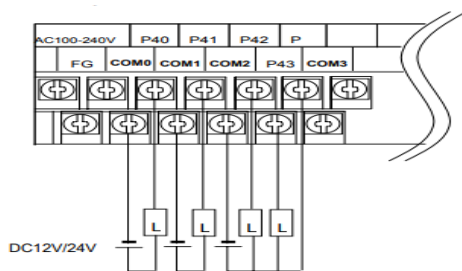 AC100-240V P40 P41 P42 P
FG COM0 COM1 COM2 P43 COM3
L L L L
DC12V/24V